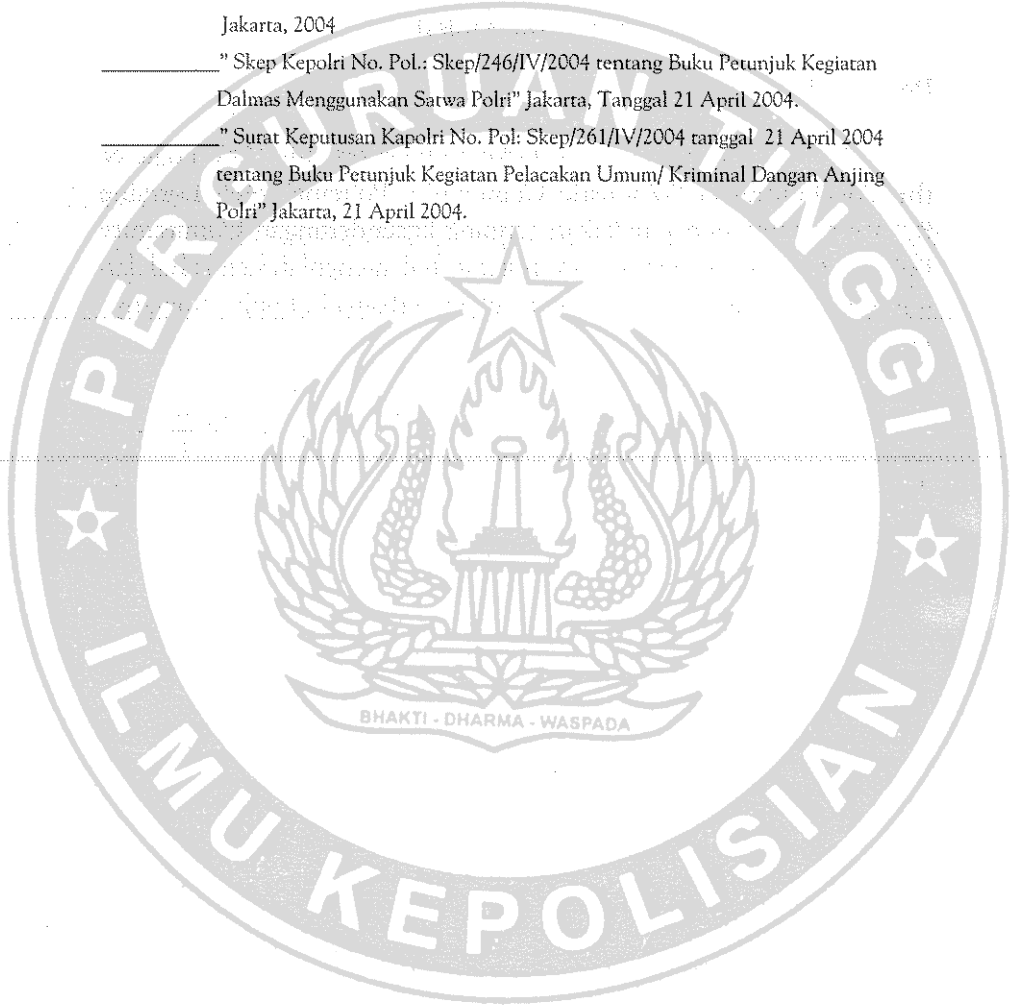 Jakarta, 2004
____________" Skep Kepolri No. Pol.: Skep/246/IV/2004 tentang Buku Petunjuk Kegiatan
Dalmas Menggunakan Satwa Polri" Jakarta, Tanggal 21 April 2004.
____________" Surat Keputusan Kapolri No. Pol: Skep/261/IV/2004 tanggal 21 April 2004
tentang Buku Petunjuk Kegiatan Pelacakan Umum/ Kriminal Dangan Anjing
Polri" Jakarta, 21 April 2004.
PERGURUAN TINGGI
BHAKTI - DHARMA - WASPADA
ILMU KEPOLISIAN